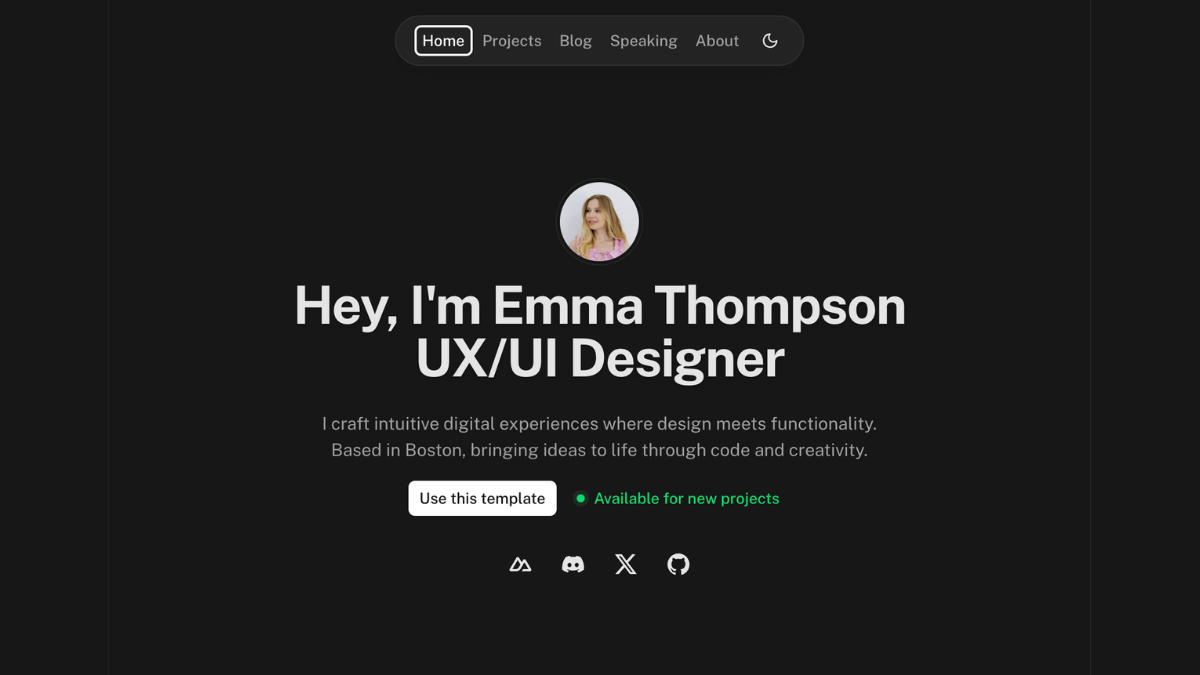 Home Projects Blog Speaking About
Hey, I'm Emma Thompson
UX/UI Designer
I craft intuitive digital experiences where design meets functionality.
Based in Boston, bringing ideas to life through code and creativity.
Use this template Available for new projects